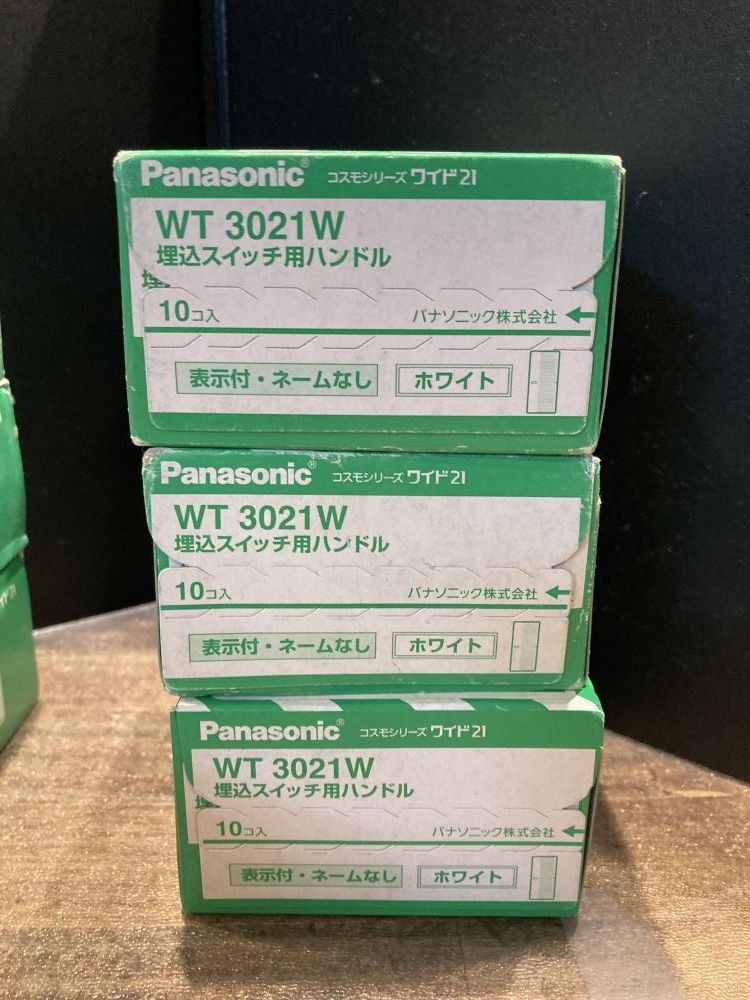 Panasonic® コスモシリーズ ワイド21
WT 3021W
埋込スイッチ用ハンドル
埋
10コ入 パナソニック株式会社
表示付・ネームなし ホワイト
Panasonic® コスモシリーズ ワイド21
WT 3021W
埋込スイッチ用ハンドル
10コ入 パナソニック株式会社
表示付・ネームなし ホワイト
Panasonic® コスモシリーズ ワイド21
WT 3021W
埋込スイッチ用ハンドル
埋
10コ入 パナソニック株式会社
表示付・ネームなし ホワイト